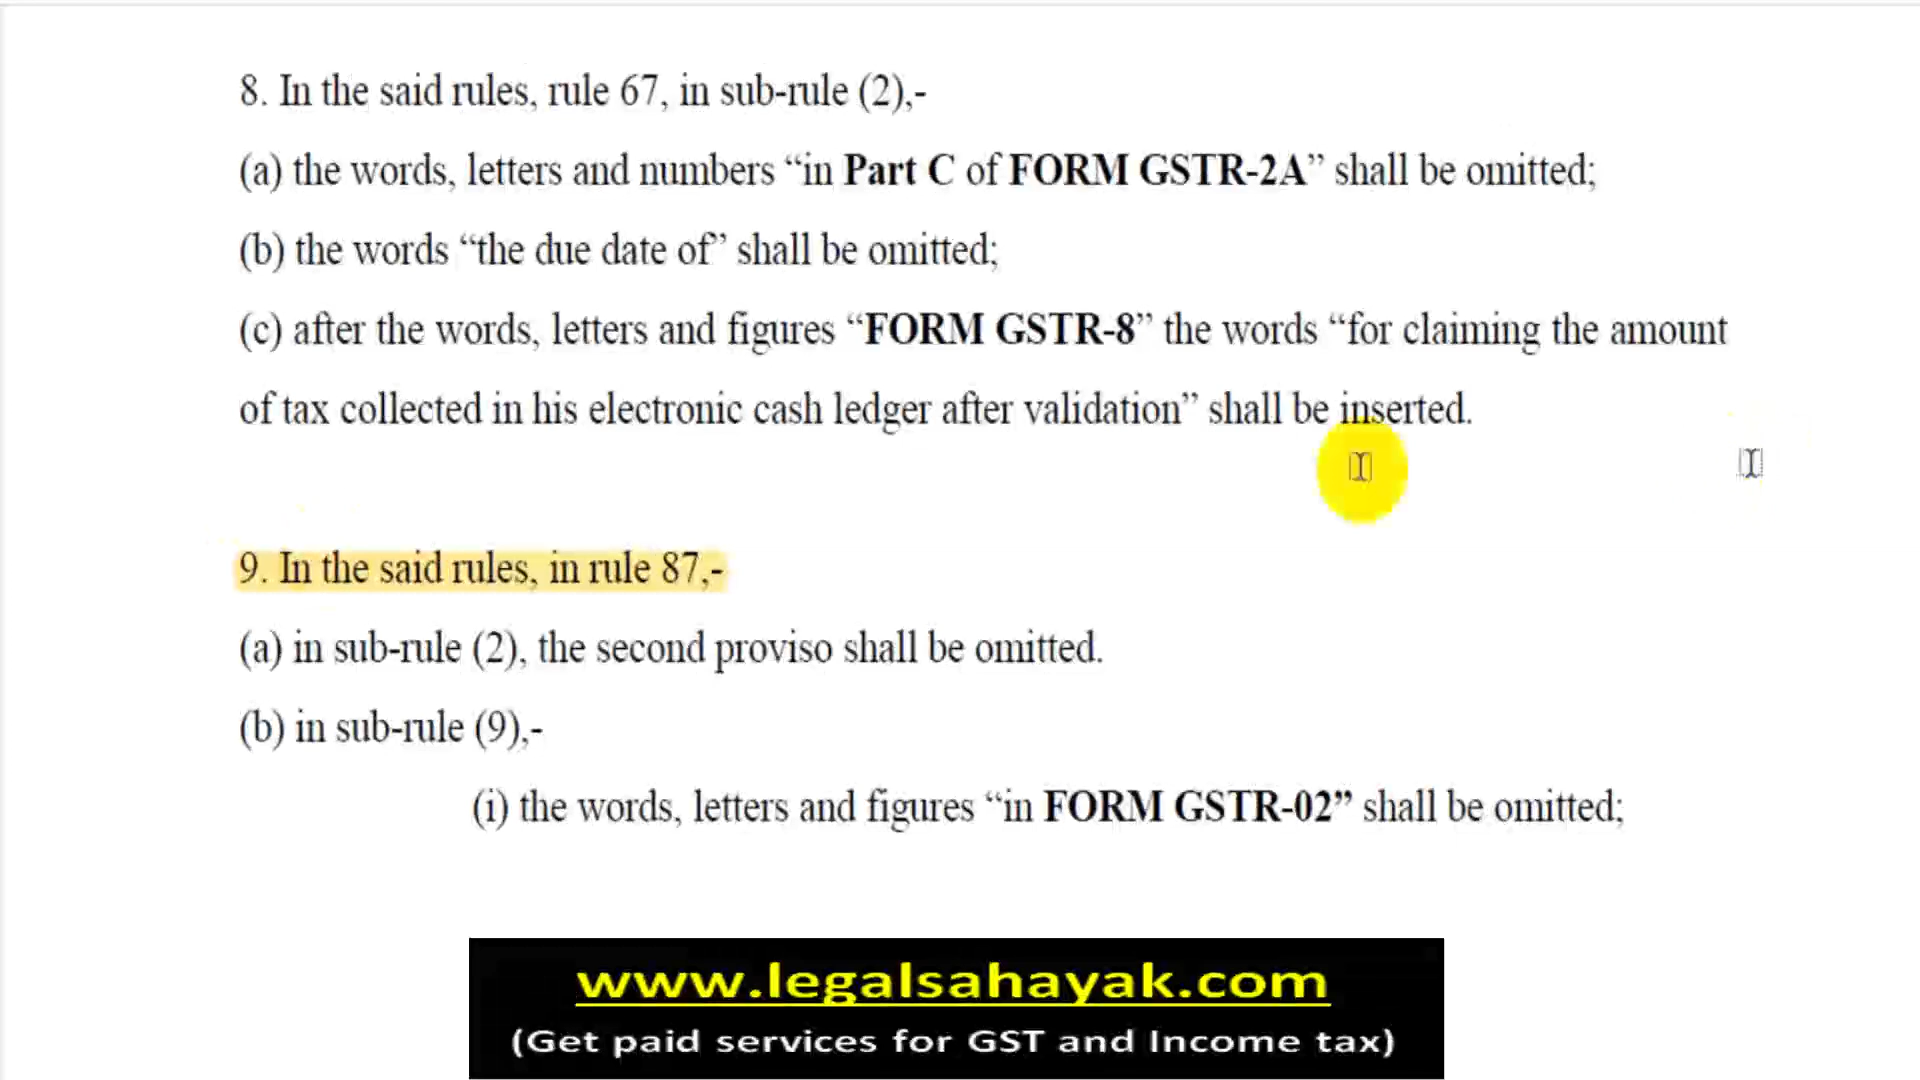 8. In the said rules, rule 67, in sub-rule (2),-
(a) the words, letters and numbers “in Part C of FORM GSTR-2A” shall be omitted;
(b) the words “the due date of” shall be omitted;
(c) after the words, letters and figures “FORM GSTR-8” the words “for claiming the amount
of tax collected in his electronic cash ledger after validation” shall be inserted.
9. In the said rules, in rule 87,-
(a) in sub-rule (2), the second proviso shall be omitted.
(b) in sub-rule (9),-
(i) the words, letters and figures “in FORM GSTR-02” shall be omitted;
www.legalsahayak.com
(Get paid services for GST and Income tax)